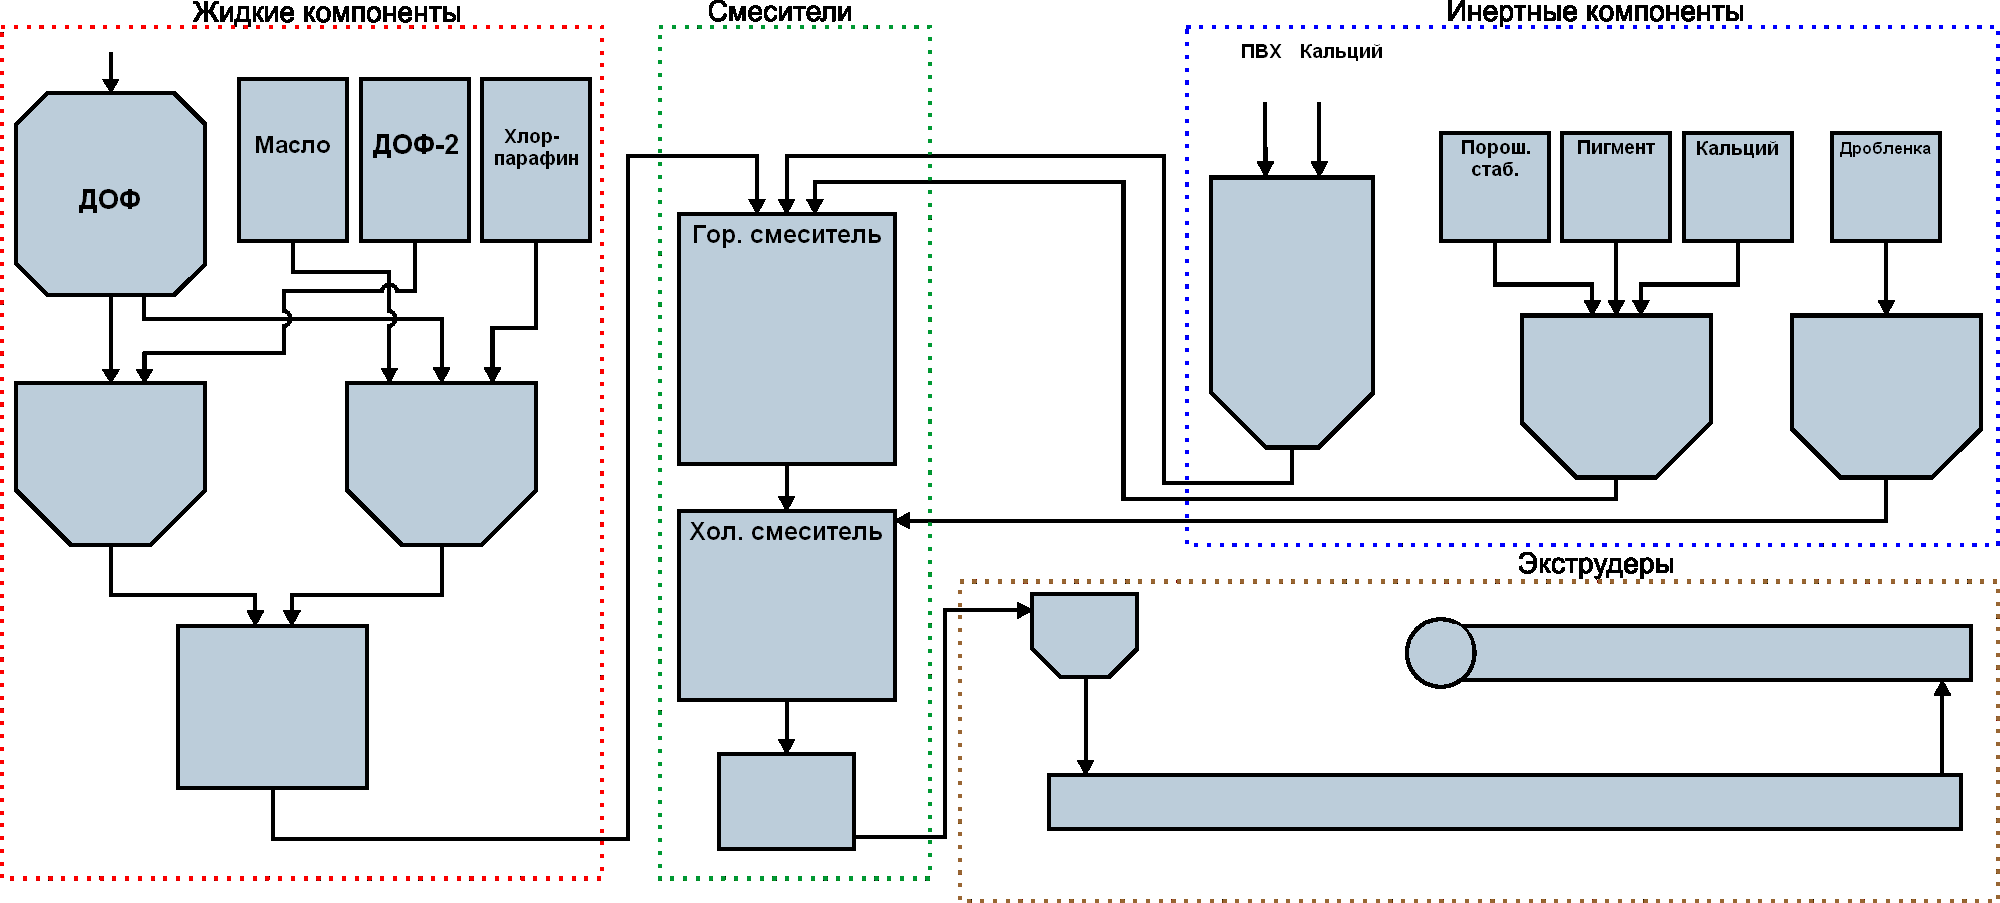 Жидкие компоненты
Смесители
Инертные компоненты
ПВХ Кальций
ДОФ
Масло
ДОФ-2
Хлор-
парафин
Гор. смеситель
Порош.
стаб.
Пигмент
Кальций
Дробленка
Хол. смеситель
Экструдеры